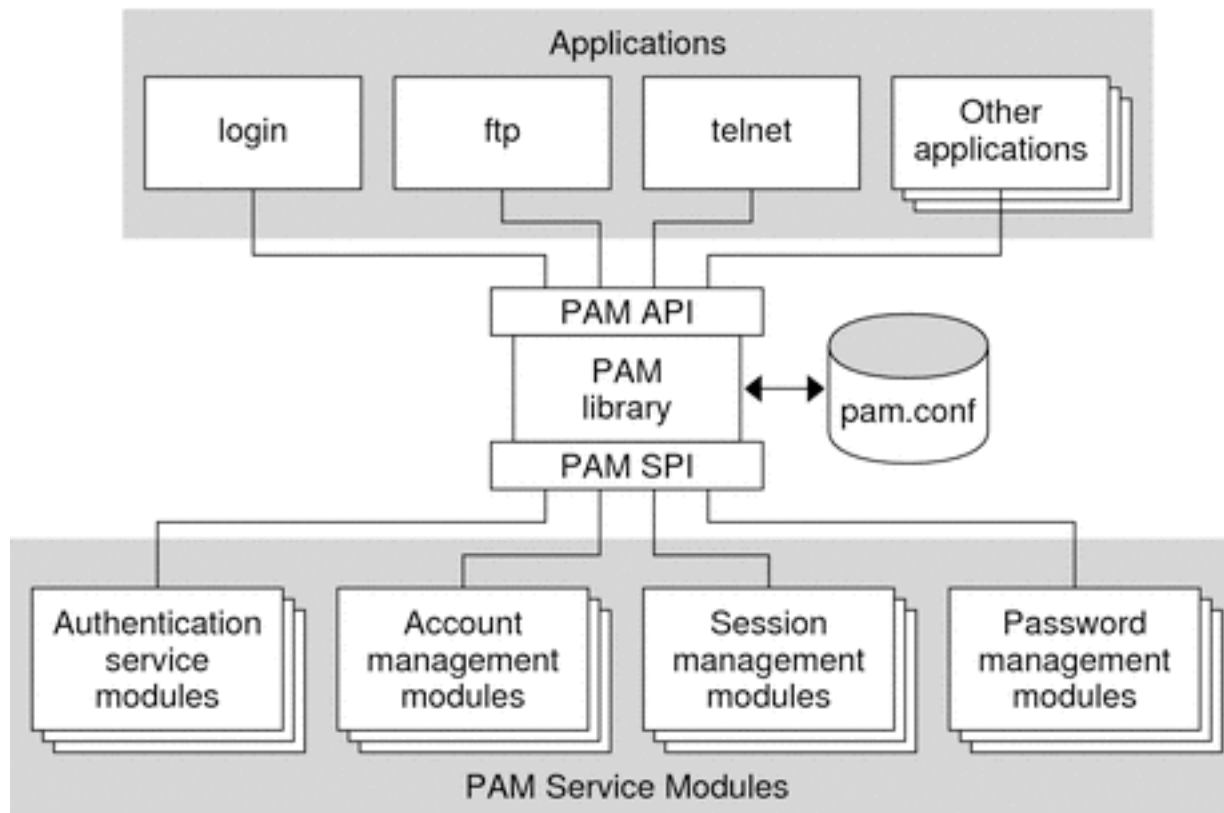 Applications
login
ftp
telnet
Other
applications
PAM API
PAM
library
pam.conf
PAM SPI
Authentication
service
modules
Account
management
modules
Session
management
modules
Password
management
modules
PAM Service Modules